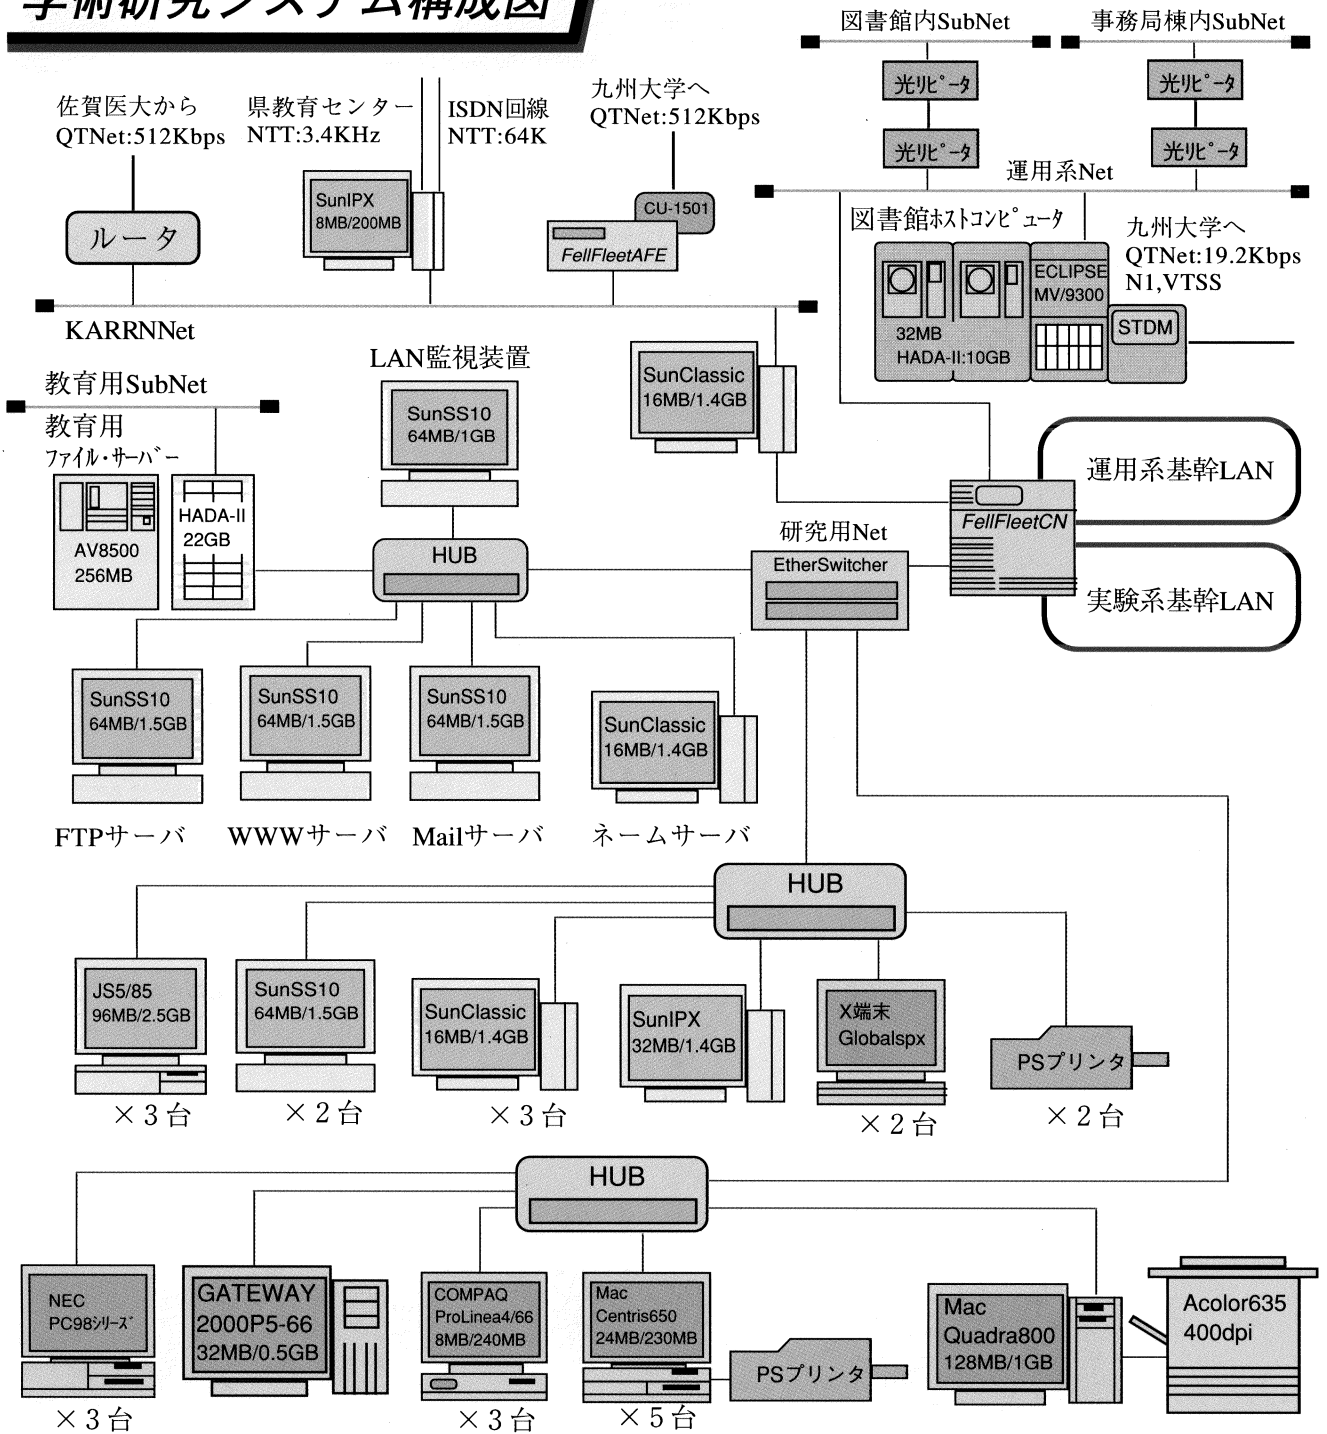 学術研究システム構成図
図書館内SubNet
事務局棟内SubNet
光リピータ
光リピータ
光リピータ
光リピータ
運用系Net
佐賀医大から
QTNet:512Kbps
県教育センター
NTT:3.4KHz
ISDN回線
NTT:64K
九州大学へ
QTNet:512Kbps
ルータ
SunIPX
8MB/200MB
CU-1501
FellFleetAFE
図書館ホストコンピュータ
九州大学へ
QTNet:19.2Kbps
N1,VTSS
ECLIPSE
MV/9300
32MB
HADA-II:10GB
STDM
KARRNNet
LAN監視装置
SunSS10
64MB/1GB
SunClassic
16MB/1.4GB
教育用SubNet
教育用
ファイル・サーバー
AV8500
256MB
HADA-II
22GB
HUB
研究用Net
EtherSwitcher
FellFleetCN
運用系基幹LAN
実験系基幹LAN
SunSS10
64MB/1.5GB
SunSS10
64MB/1.5GB
SunSS10
64MB/1.5GB
SunClassic
16MB/1.4GB
FTPサーバ
WWWサーバ
Mailサーバ
ネームサーバ
HUB
JS5/85
96MB/2.5GB
SunSS10
64MB/1.5GB
SunClassic
16MB/1.4GB
SunIPX
32MB/1.4GB
X端末
Globalspx
PSプリンタ
×3台
×2台
×3台
×2台
×2台
HUB
NEC
PC98シリーズ
GATEWAY
2000P5-66
32MB/0.5GB
COMPAQ
ProLinea4/66
8MB/240MB
Mac
Centris650
24MB/230MB
PSプリンタ
Mac
Quadra800
128MB/1GB
Acolor635
400dpi
×3台
×3台
×5台